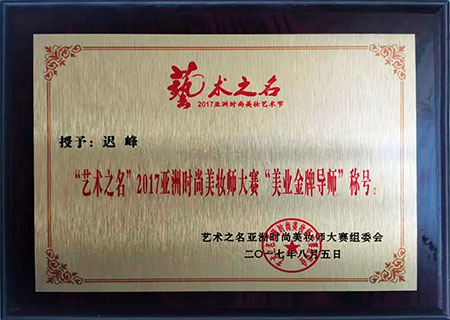 藝术之名
2017亚洲时尚美妆艺术节
授予：迟 峰
“艺术之名”2017亚洲时尚美妆师大赛“美业金牌导师”称号。
艺术之名亚洲时尚美妆师大赛组委会
二〇一七年八月五日